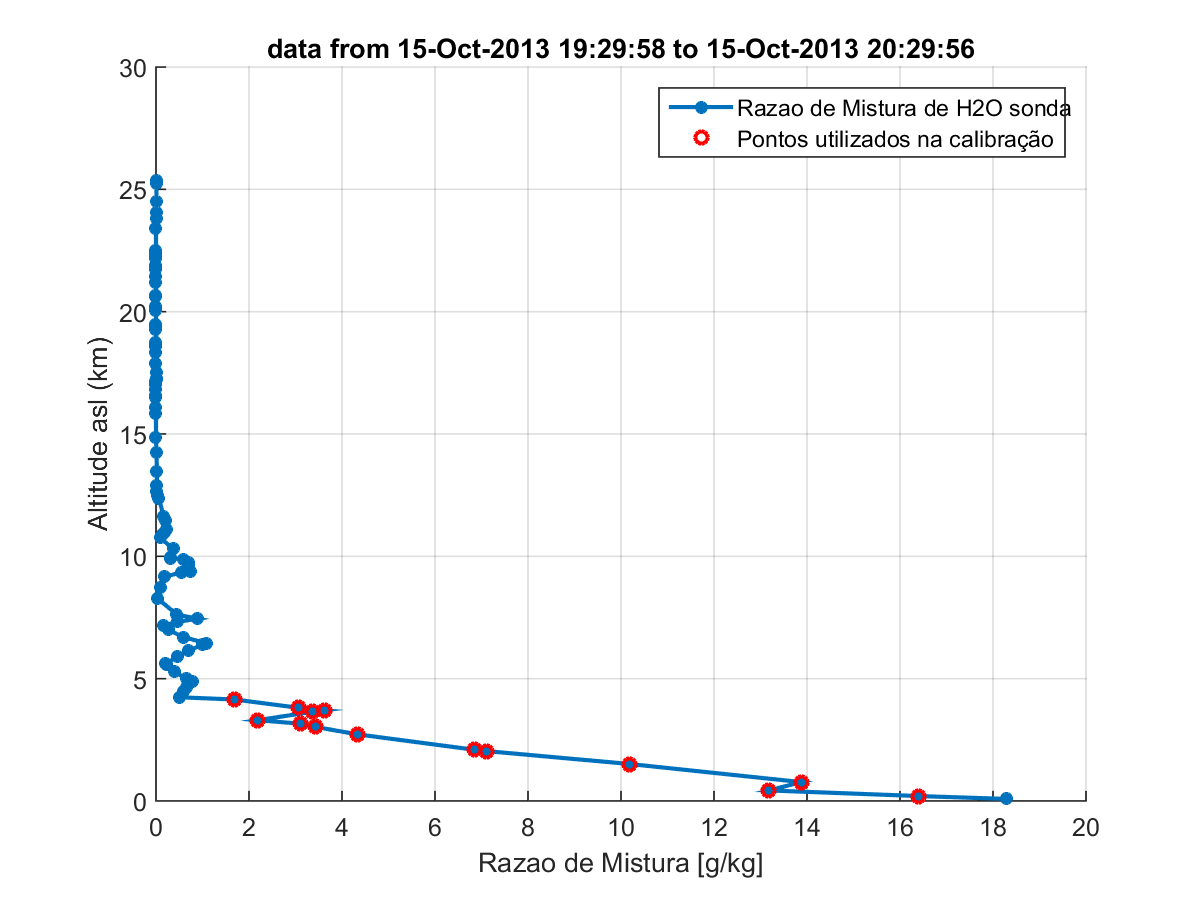 data from 15-Oct-2013 19:29:58 to 15-Oct-2013 20:29:56
Razao de Mistura de H2O sonda
Pontos utilizados na calibração
30
25
20
15
10
5
0
Altitude asl (km)
0 2 4 6 8 10 12 14 16 18 20
Razao de Mistura [g/kg]